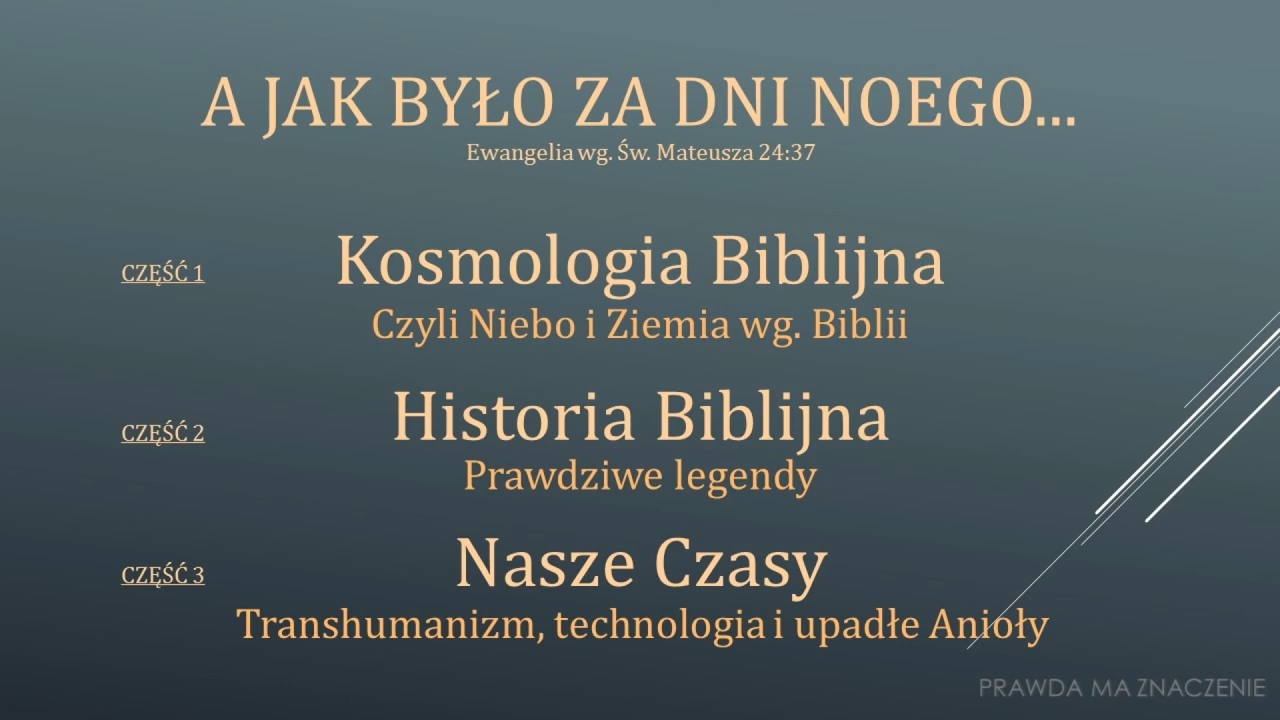 A JAK BYŁO ZA DNI NOEGO...
Ewangelia wg. Św. Mateusza 24:37
CZĘŚĆ 1
Kosmologia Biblijna
Czyli Niebo i Ziemia wg. Biblii
CZĘŚĆ 2
Historia Biblijna
Prawdziwe legendy
CZĘŚĆ 3
Nasze Czasy
Transhumanizm, technologia i upadłe Anioły
PRAWDA MA ZNACZENIE